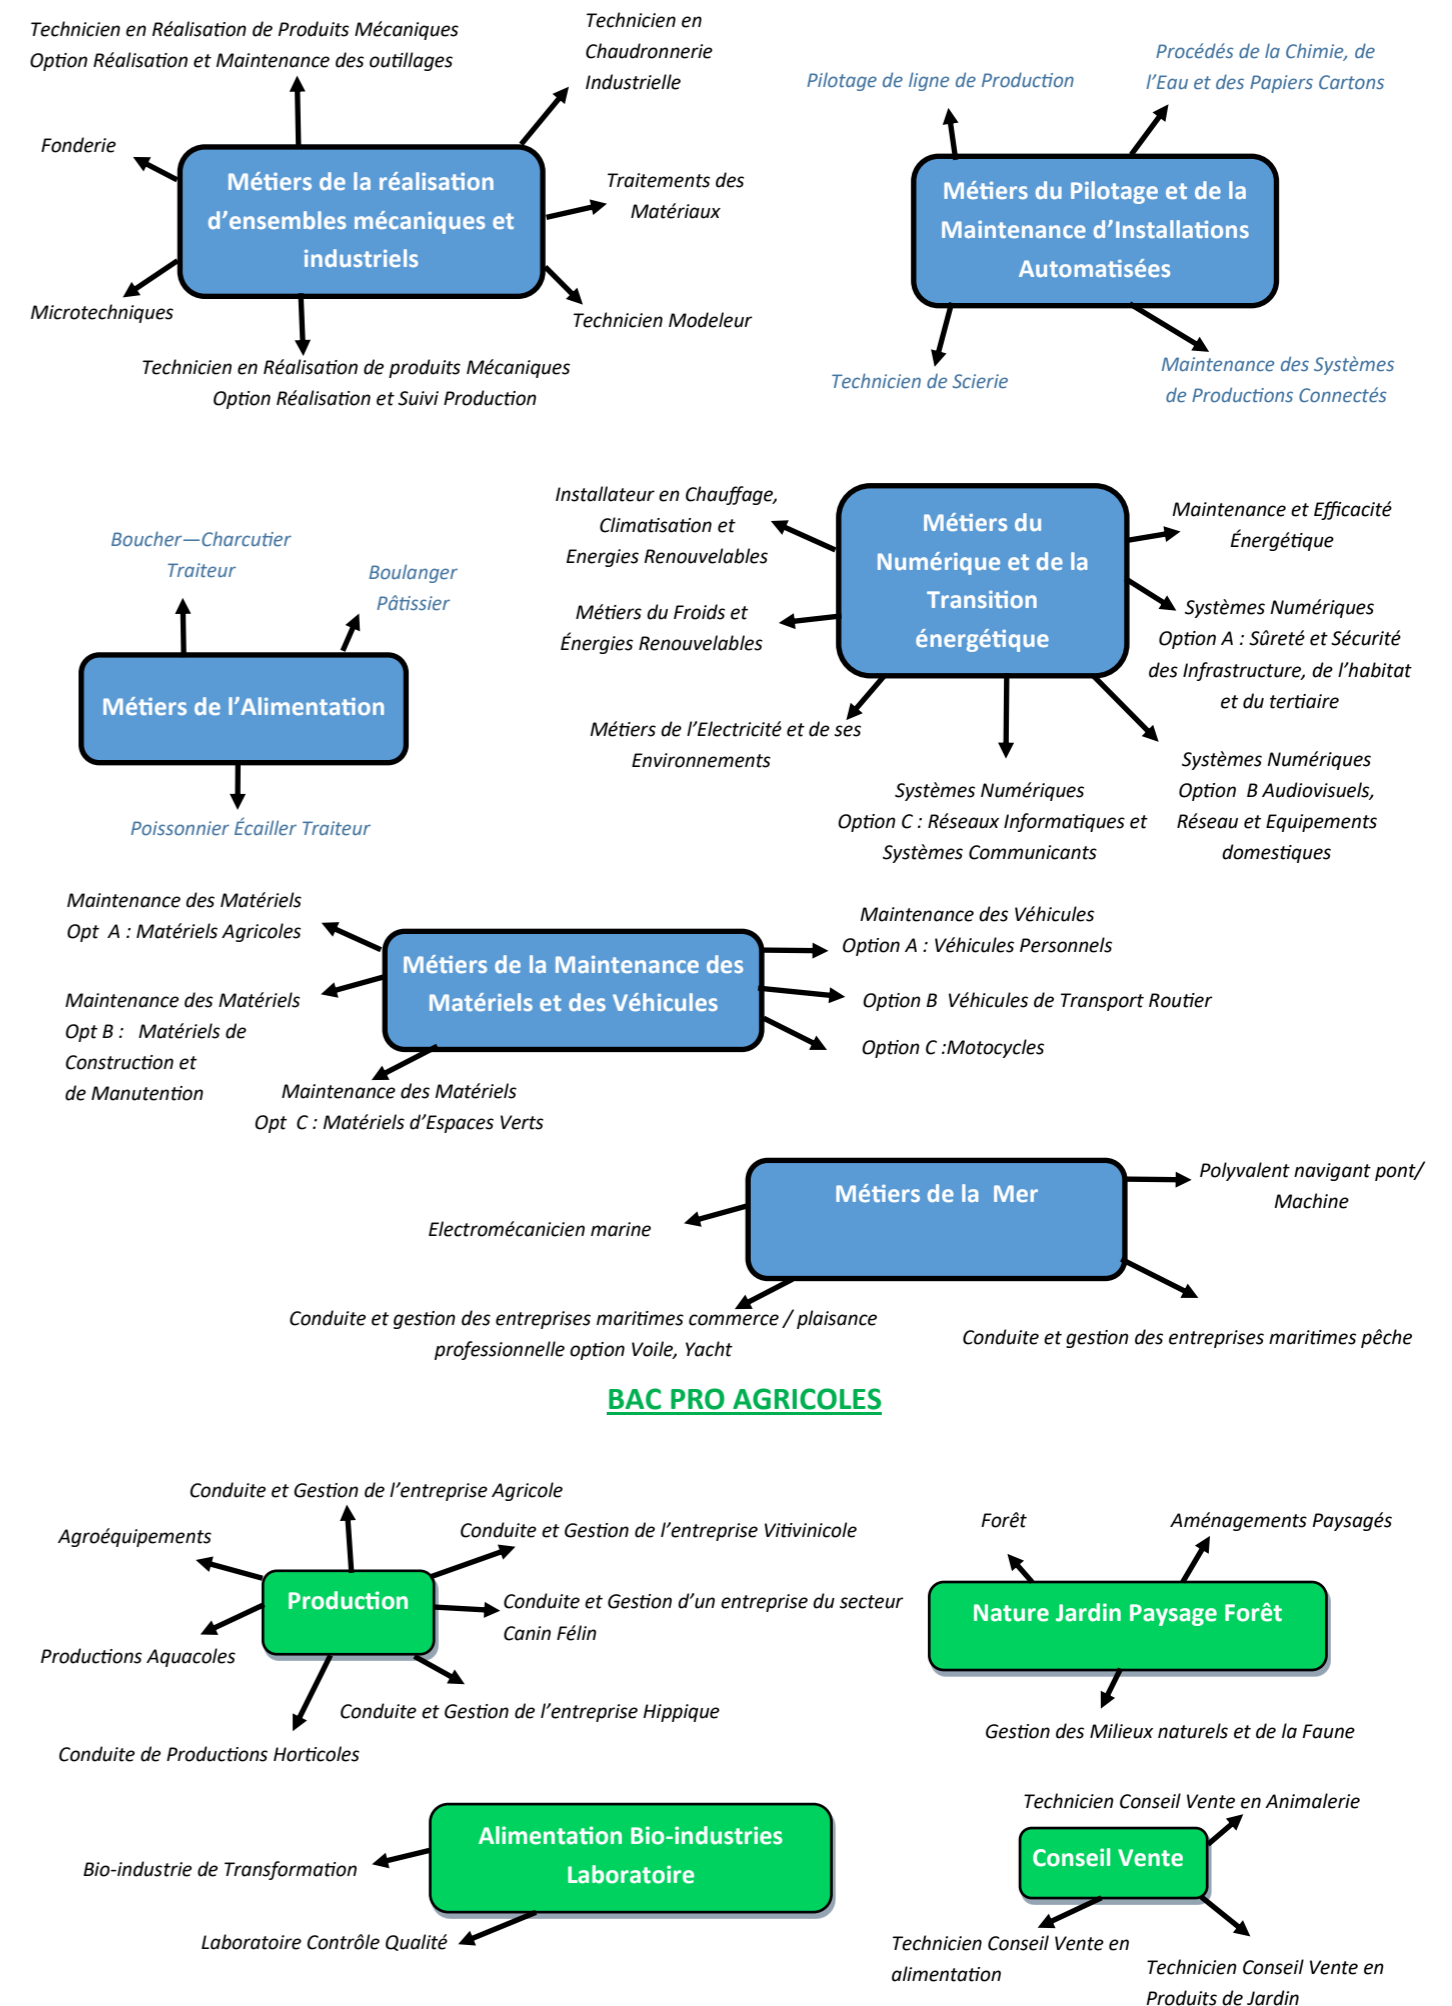 Technicien en Réalisation de Produits Mécaniques
Option Réalisation et Maintenance des outillages
Technicien en
Chaudronnerie
Industrielle
Fonderie
Métiers de la réalisation
d’ensembles mécaniques et
industriels
Traitements des
Matériaux
Microtechniques
Technicien Modeleur
Technicien en Réalisation de produits Mécaniques
Option Réalisation et Suivi Production
Pilotage de ligne de Production
Procédés de la Chimie, de
l’Eau et des Papiers Cartons
Métiers du Pilotage et de la
Maintenance d’Installations
Automatisées
Technicien de Scierie
Maintenance des Systèmes
de Productions Connectés
Boucher—Charcutier
Traiteur
Boulanger
Pâtissier
Métiers de l’Alimentation
Poissonnier Écailler Traiteur
Installateur en Chauffage,
Climatisation et
Energies Renouvelables
Métiers du Froids et
Énergies Renouvelables
Métiers du
Numérique et de la
Transition
énergétique
Maintenance et Efficacité
Énergétique
Systèmes Numériques
Option A : Sûreté et Sécurité
des Infrastructure, de l’habitat
et du tertiaire
Métiers de l’Electricité et de ses
Environnements
Systèmes Numériques
Option C : Réseaux Informatiques et
Systèmes Communicants
Systèmes Numériques
Option B Audiovisuels,
Réseau et Equipements
domestiques
Maintenance des Matériels
Opt A : Matériels Agricoles
Maintenance des Matériels
Opt B : Matériels de
Construction et
de Manutention
Métiers de la Maintenance des
Matériels et des Véhicules
Maintenance des Véhicules
Option A : Véhicules Personnels
Option B Véhicules de Transport Routier
Option C :Motocycles
Maintenance des Matériels
Opt C : Matériels d’Espaces Verts
Métiers de la Mer
Polyvalent navigant pont/
Machine
Electromécanicien marine
Conduite et gestion des entreprises maritimes commerce / plaisance
professionnelle option Voile, Yacht
Conduite et gestion des entreprises maritimes pêche
BAC PRO AGRICOLES
Conduite et Gestion de l’entreprise Agricole
Agroéquipements
Conduite et Gestion de l’entreprise Vitivinicole
Production
Conduite et Gestion d’un entreprise du secteur
Canin Félin
Productions Aquacoles
Conduite et Gestion de l’entreprise Hippique
Conduite de Productions Horticoles
Forêt
Aménagements Paysagés
Nature Jardin Paysage Forêt
Gestion des Milieux naturels et de la Faune
Alimentation Bio-industries
Laboratoire
Bio-industrie de Transformation
Laboratoire Contrôle Qualité
Technicien Conseil Vente en Animalerie
Conseil Vente
Technicien Conseil Vente en
alimentation
Technicien Conseil Vente en
Produits de Jardin